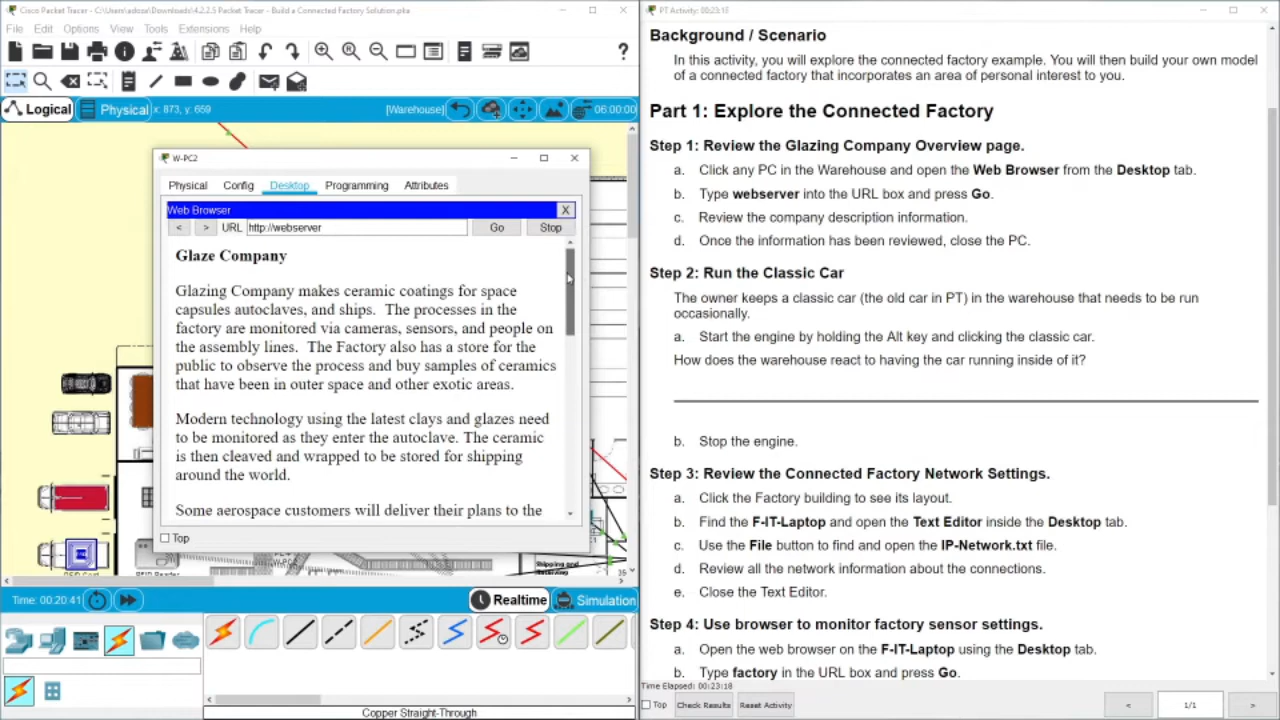 Cisco Packet Tracer - C:\Users\adosx\Downloads\4.2.2.5 Packet Tracer - Build a Connected Factory Solution.pka
File Edit Options View Tools Extensions Help
Logical Physical x: 873, y: 659 [Warehouse] 06:00:00
W-PC2
Physical Config Desktop Programming Attributes
Web Browser X
< > URL http://webserver Go Stop
Glaze Company
Glazing Company makes ceramic coatings for space
capsules autoclaves, and ships. The processes in the
factory are monitored via cameras, sensors, and people on
the assembly lines. The Factory also has a store for the
public to observe the process and buy samples of ceramics
that have been in outer space and other exotic areas.
Modern technology using the latest clays and glazes need
to be monitored as they enter the autoclave. The ceramic
is then cleaved and wrapped to be stored for shipping
around the world.
Some aerospace customers will deliver their plans to the
Top
Shipping and
Time: 00:20:41 Realtime Simulation
Copper Straight-Through
PT Activity: 00:23:15
Background / Scenario
In this activity, you will explore the connected factory example. You will then build your own model
of a connected factory that incorporates an area of personal interest to you.
Part 1: Explore the Connected Factory
Step 1: Review the Glazing Company Overview page.
a. Click any PC in the Warehouse and open the Web Browser from the Desktop tab.
b. Type webserver into the URL box and press Go.
c. Review the company description information.
d. Once the information has been reviewed, close the PC.
Step 2: Run the Classic Car
The owner keeps a classic car (the old car in PT) in the warehouse that needs to be run
occasionally.
a. Start the engine by holding the Alt key and clicking the classic car.
How does the warehouse react to having the car running inside of it?
b. Stop the engine.
Step 3: Review the Connected Factory Network Settings.
a. Click the Factory building to see its layout.
b. Find the F-IT-Laptop and open the Text Editor inside the Desktop tab.
c. Use the File button to find and open the IP-Network.txt file.
d. Review all the network information about the connections.
e. Close the Text Editor.
Step 4: Use browser to monitor factory sensor settings.
a. Open the web browser on the F-IT-Laptop using the Desktop tab.
b. Type factory in the URL box and press Go.
Time Elapsed: 00:23:18
Top Check Results Reset Activity < 1/1 >